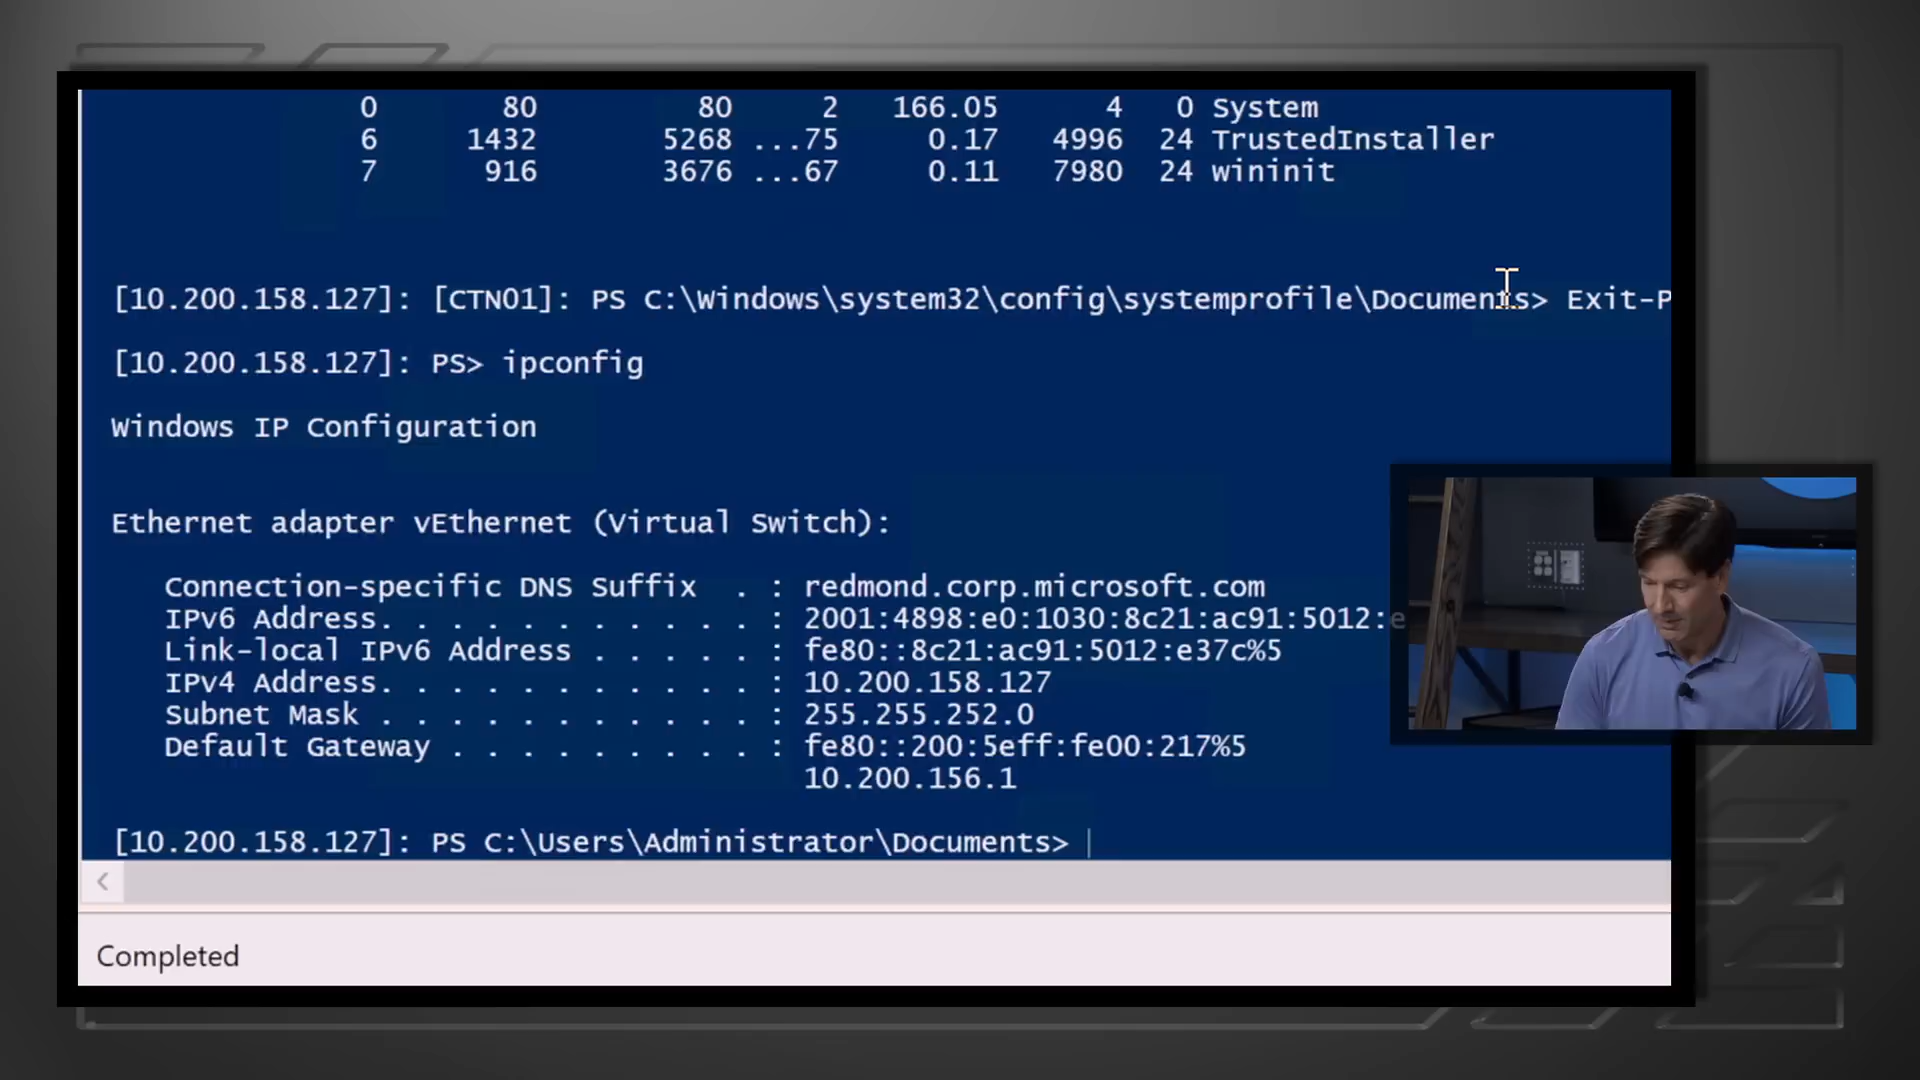 0 80 80 2 166.05 4 0 System
6 1432 5268 ...75 0.17 4996 24 TrustedInstaller
7 916 3676 ...67 0.11 7980 24 wininit
[10.200.158.127]: [CTN01]: PS C:\Windows\system32\config\systemprofile\Documents> Exit-P
[10.200.158.127]: PS> ipconfig
Windows IP Configuration
Ethernet adapter vEthernet (Virtual Switch):
Connection-specific DNS Suffix . : redmond.corp.microsoft.com
IPv6 Address. . . . . . . . . . . : 2001:4898:e0:1030:8c21:ac91:5012:e
Link-local IPv6 Address . . . . . : fe80::8c21:ac91:5012:e37c%5
IPv4 Address. . . . . . . . . . . : 10.200.158.127
Subnet Mask . . . . . . . . . . . : 255.255.252.0
Default Gateway . . . . . . . . . : fe80::200:5eff:fe00:217%5
10.200.156.1
[10.200.158.127]: PS C:\Users\Administrator\Documents>
Completed